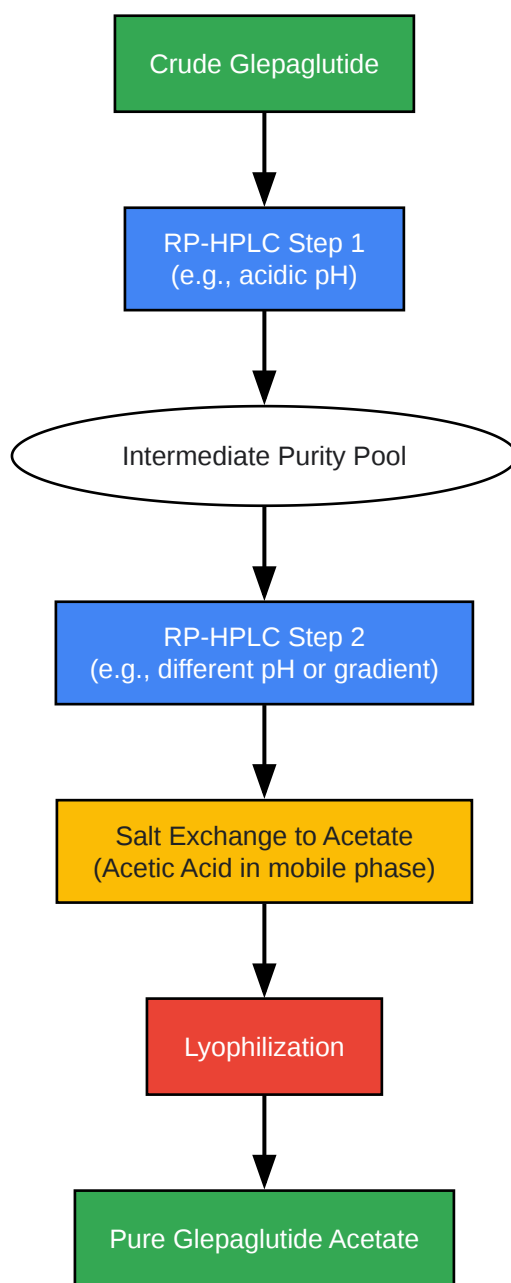 Crude Glepaglutide
RP-HPLC Step 1
(e.g., acidic pH)
Intermediate Purity Pool
RP-HPLC Step 2
(e.g., different pH or gradient)
Salt Exchange to Acetate
(Acetic Acid in mobile phase)
Lyophilization
Pure Glepaglutide Acetate